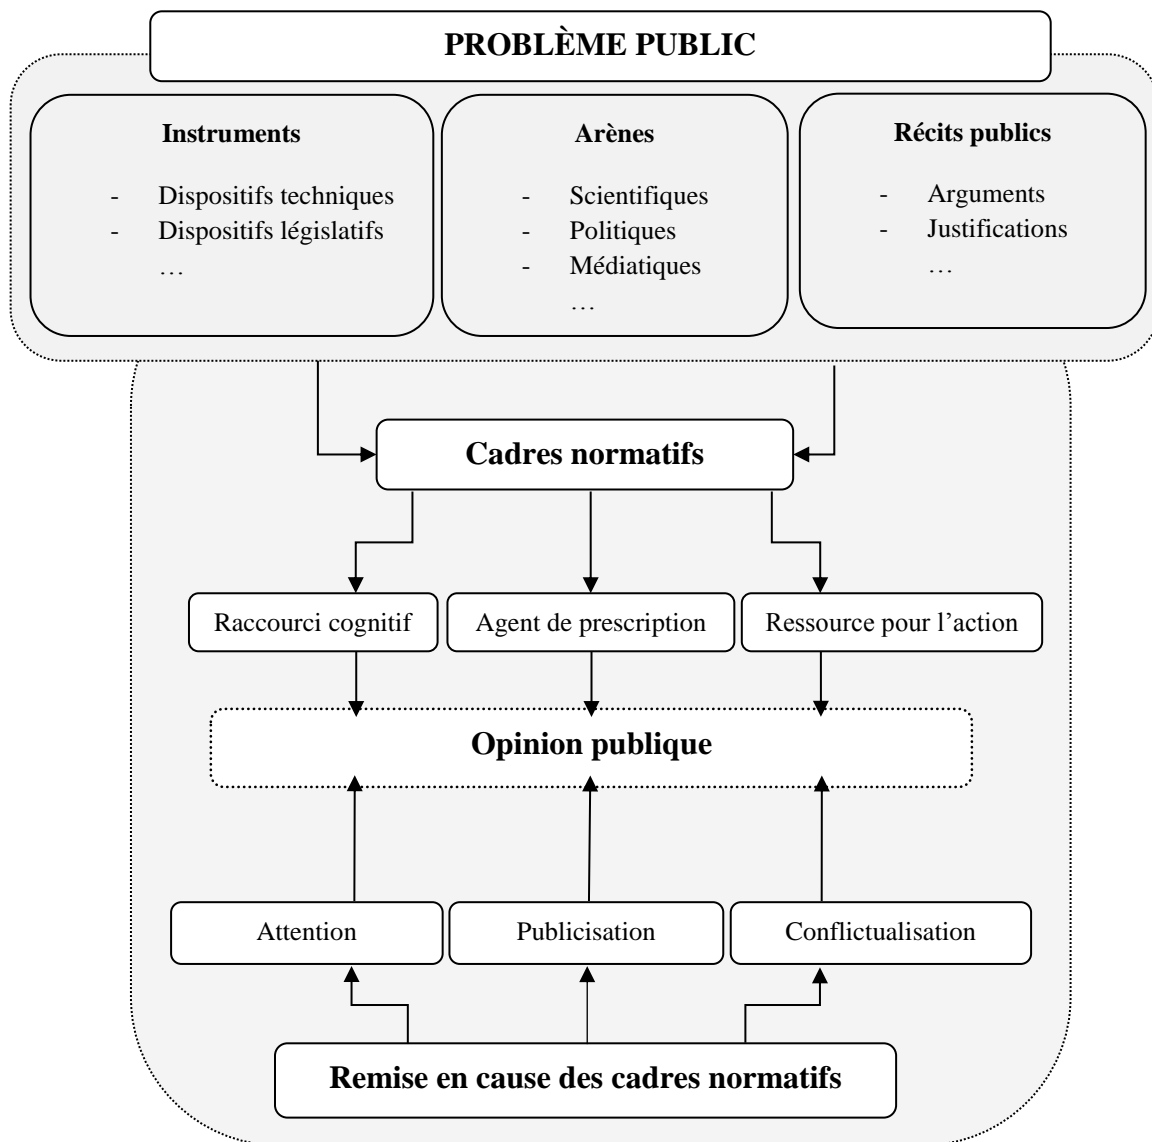 PROBLÈME PUBLIC
Instruments
- Dispositifs techniques
- Dispositifs législatifs
…
Arènes
- Scientifiques
- Politiques
- Médiatiques
…
Récits publics
- Arguments
- Justifications
…
Cadres normatifs
Raccourci cognitif
Agent de prescription
Ressource pour l’action
Opinion publique
Attention
Publicisation
Conflictualisation
Remise en cause des cadres normatifs